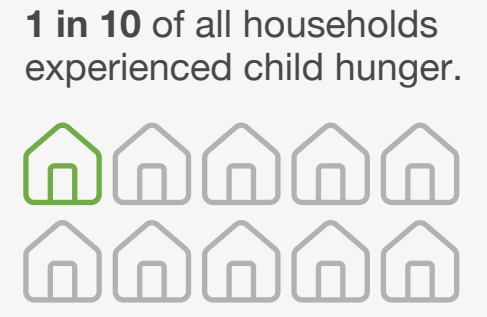 1 in 10 of all households
experienced child hunger.